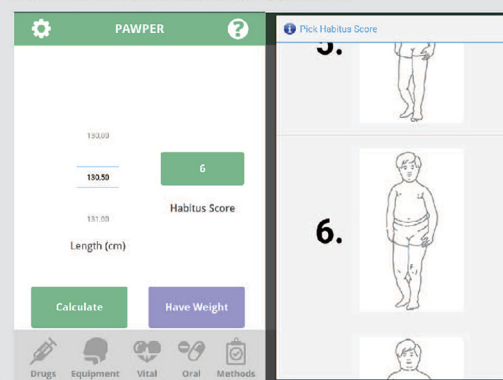 PAWPER
?
130.00
130.50
131.00
Length (cm)
6
Habitus Score
Calculate
Have Weight
Drugs
Equipment
Vital
Oral
Methods
i Pick Habitus Score
5.
6.